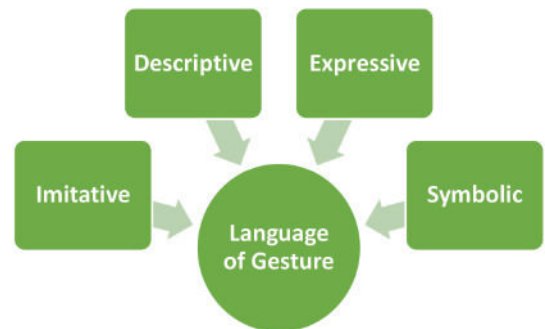 Descriptive
Expressive
Imitative
Symbolic
Language
of Gesture